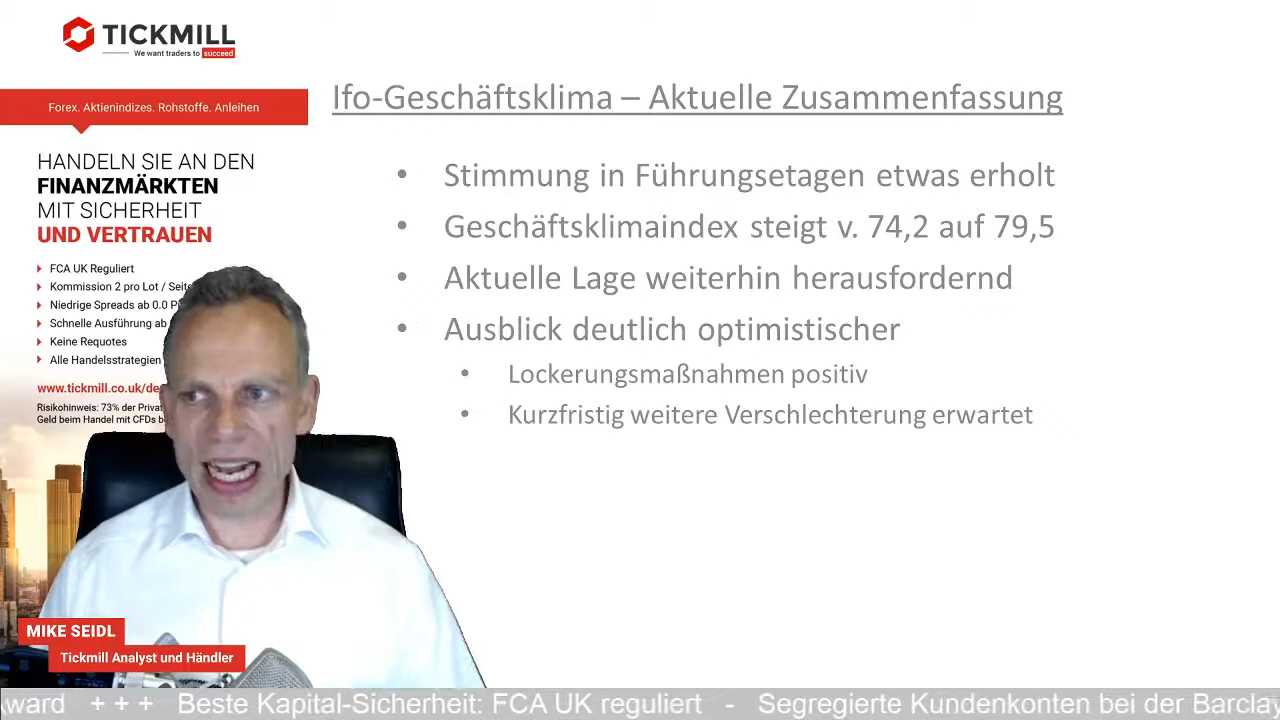 TICKMILL
We want traders to succeed
Forex. Aktienindizes. Rohstoffe. Anleihen
HANDELN SIE AN DEN
FINANZMÄRKTEN
MIT SICHERHEIT
UND VERTRAUEN
FCA UK Reguliert
Kommission 2 pro Lot /
Niedrige Spreads ab 0.0
Schnelle Ausführung ab
Keine Requotes
Alle Handelsstrategien
www.tickmill.co.uk/de
Risikohinweis: 73% der
Geld beim Handel mit CFDs
Ifo-Geschäftsklima – Aktuelle Zusammenfassung
• Stimmung in Führungsetagen etwas erholt
• Geschäftsklimaindex steigt v. 74,2 auf 79,5
• Aktuelle Lage weiterhin herausfordernd
• Ausblick deutlich optimistischer
• Lockerungsmaßnahmen positiv
• Kurzfristig weitere Verschlechterung erwartet
MIKE SEIDL
Tickmill Analyst und Händler
ward + + + Beste Kapital-Sicherheit: FCA UK reguliert - Segregierte Kundenkonten bei der Barclay